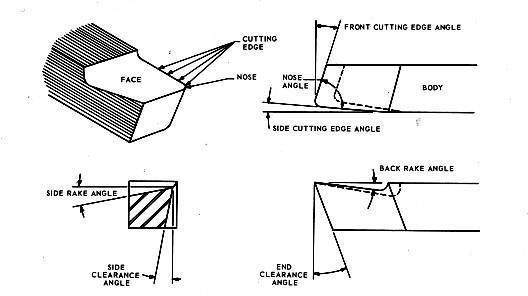 CUTTING
EDGE
FACE
NOSE
FRONT CUTTING EDGE ANGLE
NOSE
ANGLE
BODY
SIDE CUTTING EDGE ANGLE
BACK RAKE ANGLE
SIDE RAKE ANGLE
SIDE
CLEARANCE
ANGLE
END
CLEARANCE
ANGLE